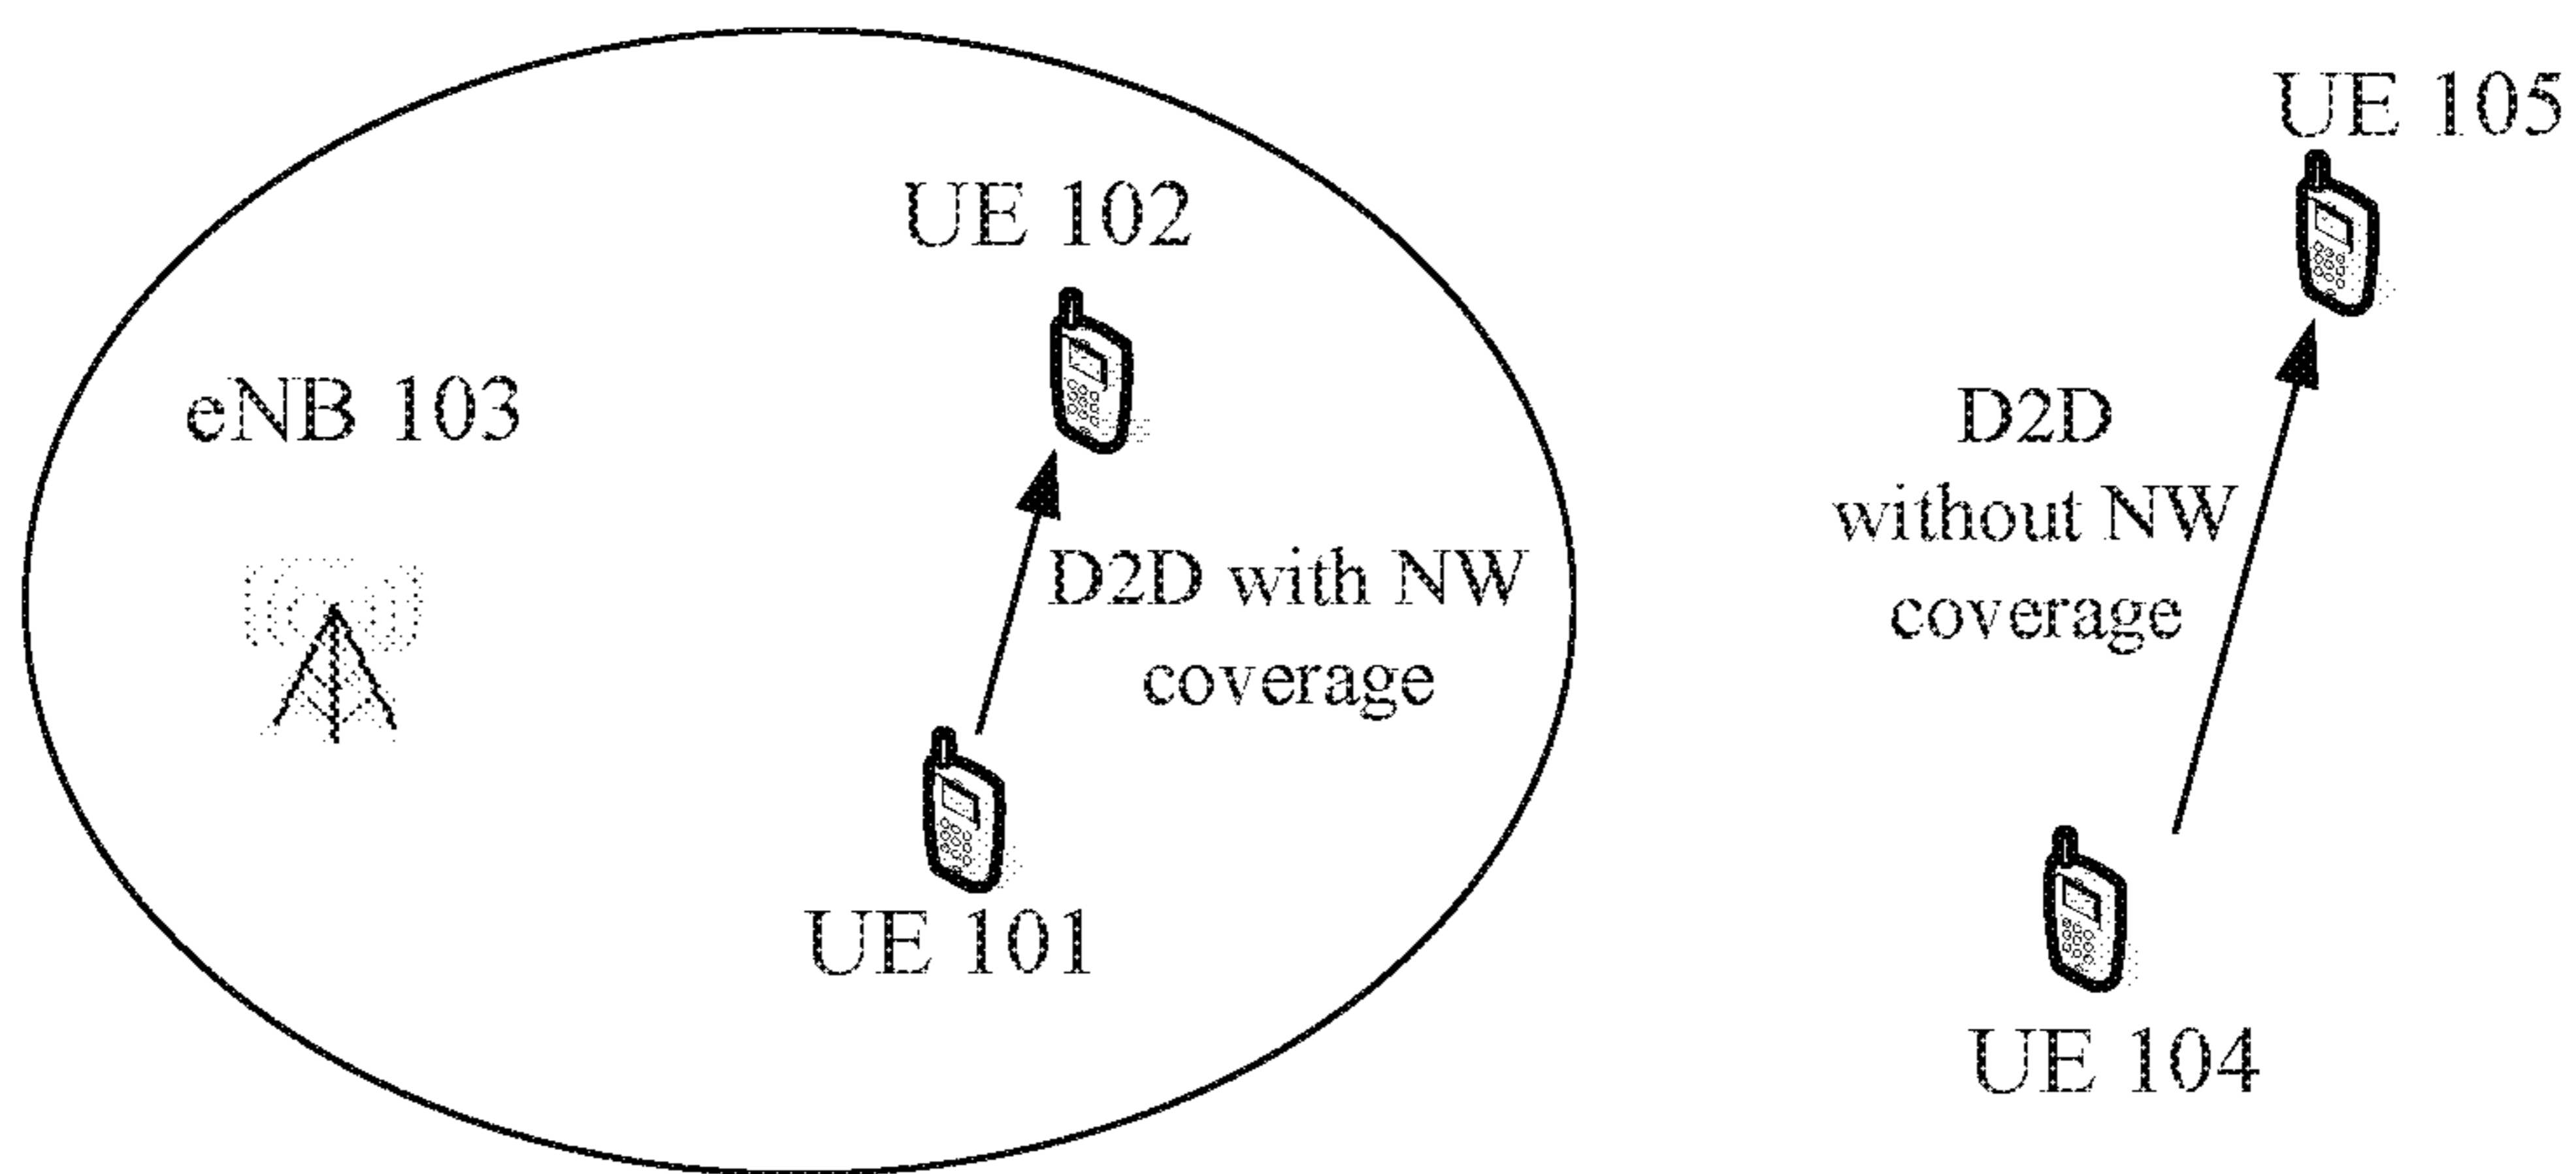 UE 105
UE 102
eNB 103
D2D
without NW
coverage
D2D with NW
coverage
UE 101
UE 104